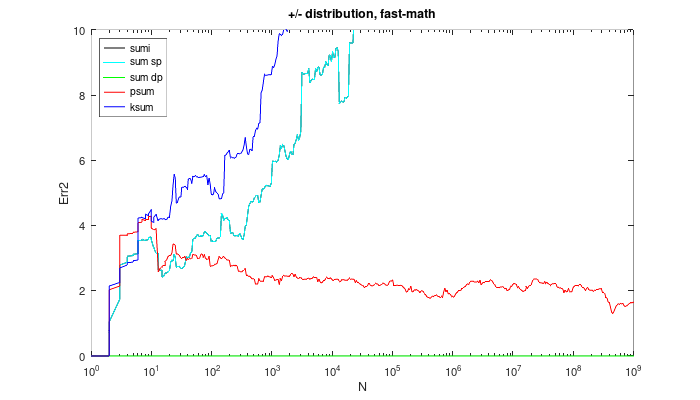 +/- distribution, fast-math
10
8
6
4
2
0
Err2
sumi
sum sp
sum dp
psum
ksum
10^0 10^1 10^2 10^3 10^4 10^5 10^6 10^7 10^8 10^9
N